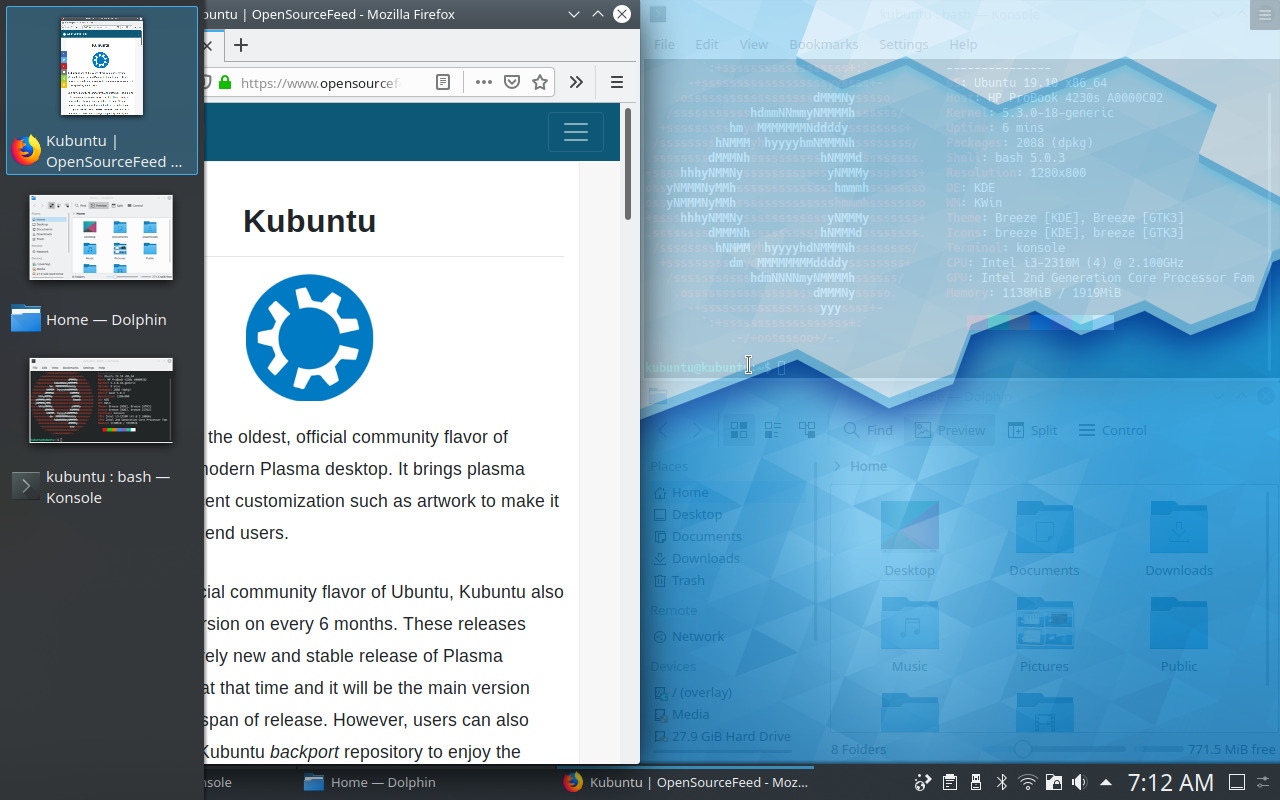 Kubuntu |
OpenSourceFeed ...
Home — Dolphin
kubuntu : bash —
Konsole
ubuntu | OpenSourceFeed - Mozilla Firefox
https://www.opensourcef
Kubuntu
the oldest, official community flavor of
modern Plasma desktop. It brings plasma
ent customization such as artwork to make it
end users.
cial community flavor of Ubuntu, Kubuntu also
rsion on every 6 months. These releases
ely new and stable release of Plasma
at that time and it will be the main version
span of release. However, users can also
Kubuntu backport repository to enjoy the
File Edit View Bookmarks Settings Help
OS: Ubuntu 19.10 x86_64
Host: HP ProBook 4230s A0000C02
Kernel: 5.3.0-18-generic
Uptime: 6 mins
Packages: 2088 (dpkg)
Shell: bash 5.0.3
Resolution: 1280x800
DE: KDE
WM: KWin
Theme: Breeze [KDE], Breeze [GTK3]
Icons: breeze [KDE], breeze [GTK3]
Terminal: konsole
CPU: Intel i3-2310M (4) @ 2.100GHz
GPU: Intel 2nd Generation Core Processor Fam
Memory: 1138MiB / 1919MiB
kubuntu@kubuntu:~$
Find Preview Split Control
Places
Home
Desktop
Documents
Downloads
Trash
Remote
Network
Devices
/ (overlay)
Media
27.9 GiB Hard Drive
Home
Desktop Documents Downloads
Music Pictures Public
8 Folders 771.5 MiB free
nsole
Home — Dolphin
Kubuntu | OpenSourceFeed - Moz...
7:12 AM